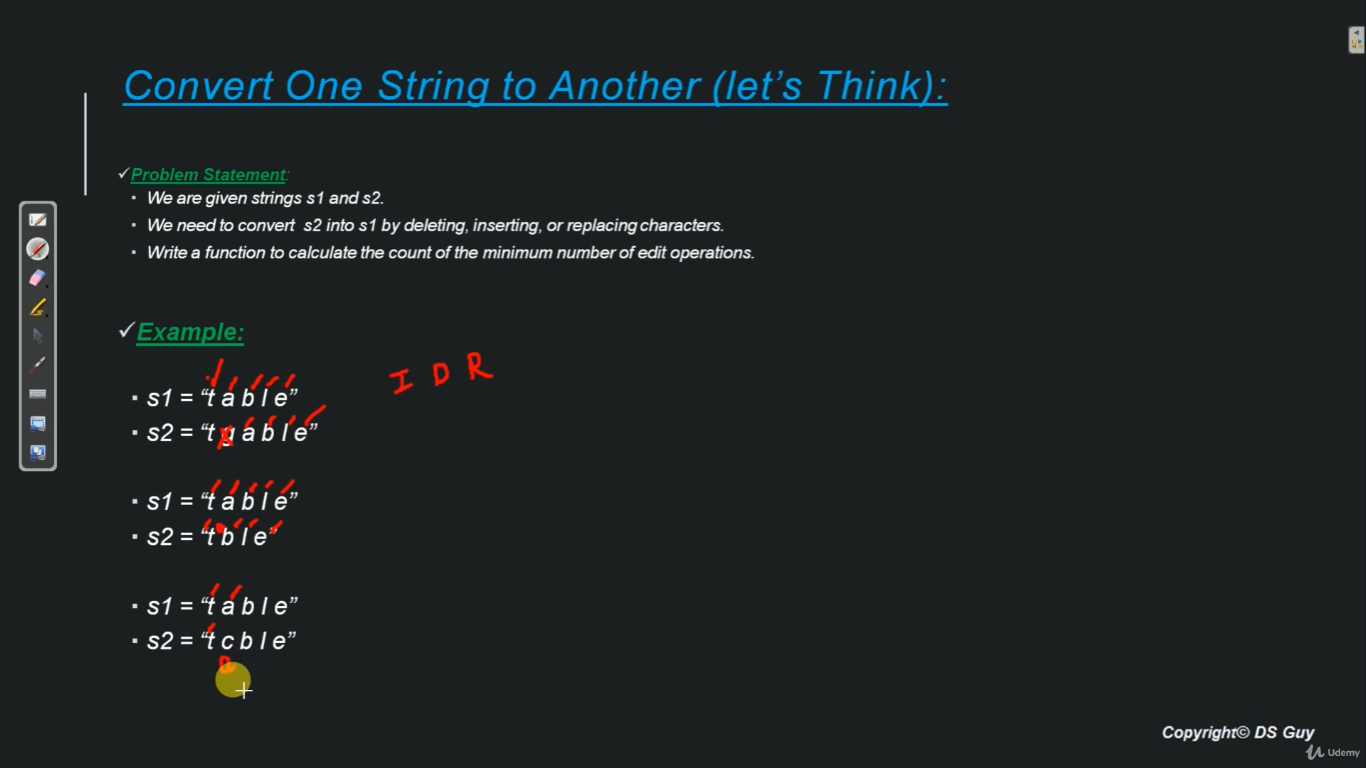 Convert One String to Another (let's Think):
✓Problem Statement:
▪ We are given strings s1 and s2.
▪ We need to convert s2 into s1 by deleting, inserting, or replacing characters.
▪ Write a function to calculate the count of the minimum number of edit operations.
✓Example:
I D R
▪ s1 = “t a b l e”
▪ s2 = “t g a b l e”
▪ s1 = “t a b l e”
▪ s2 = “t b l e”
▪ s1 = “t a b l e”
▪ s2 = “t c b l e”
Copyright© DS Guy
Udemy